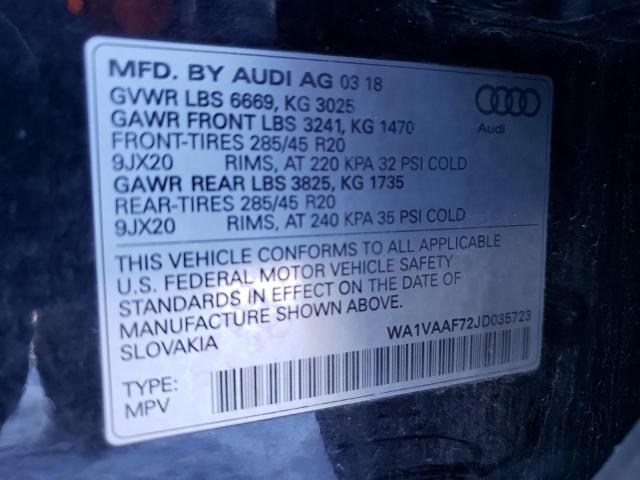 MFD. BY AUDI AG 03 18
GVWR LBS 6669, KG 3025
GAWR FRONT LBS 3241, KG 1470
FRONT-TIRES 285/45 R20
9JX20 RIMS, AT 220 KPA 32 PSI COLD
GAWR REAR LBS 3825, KG 1735
REAR-TIRES 285/45 R20
9JX20 RIMS, AT 240 KPA 35 PSI COLD
Audi
THIS VEHICLE CONFORMS TO ALL APPLICABLE
U.S. FEDERAL MOTOR VEHICLE SAFETY
STANDARDS IN EFFECT ON THE DATE OF
MANUFACTURE SHOWN ABOVE.
SLOVAKIA
WA1VAAF72JD035723
TYPE:
MPV